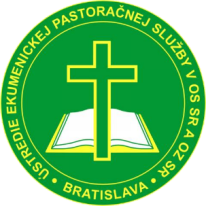 ÚSTREDIE EKUMENICKEJ PASTORAČNEJ SLUŽBY V OS SR A OZ SR
• BRATISLAVA •